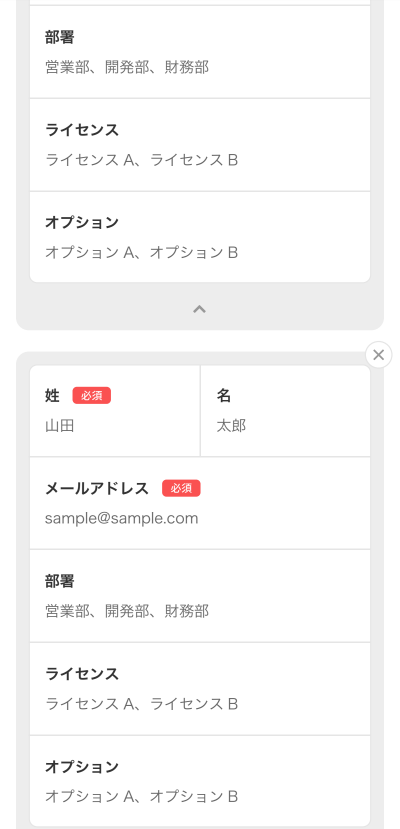 部署
営業部、開発部、財務部
ライセンス
ライセンス A、ライセンス B
オプション
オプション A、オプション B
姓 必須
名
山田
太郎
メールアドレス 必須
sample@sample.com
部署
営業部、開発部、財務部
ライセンス
ライセンス A、ライセンス B
オプション
オプション A、オプション B